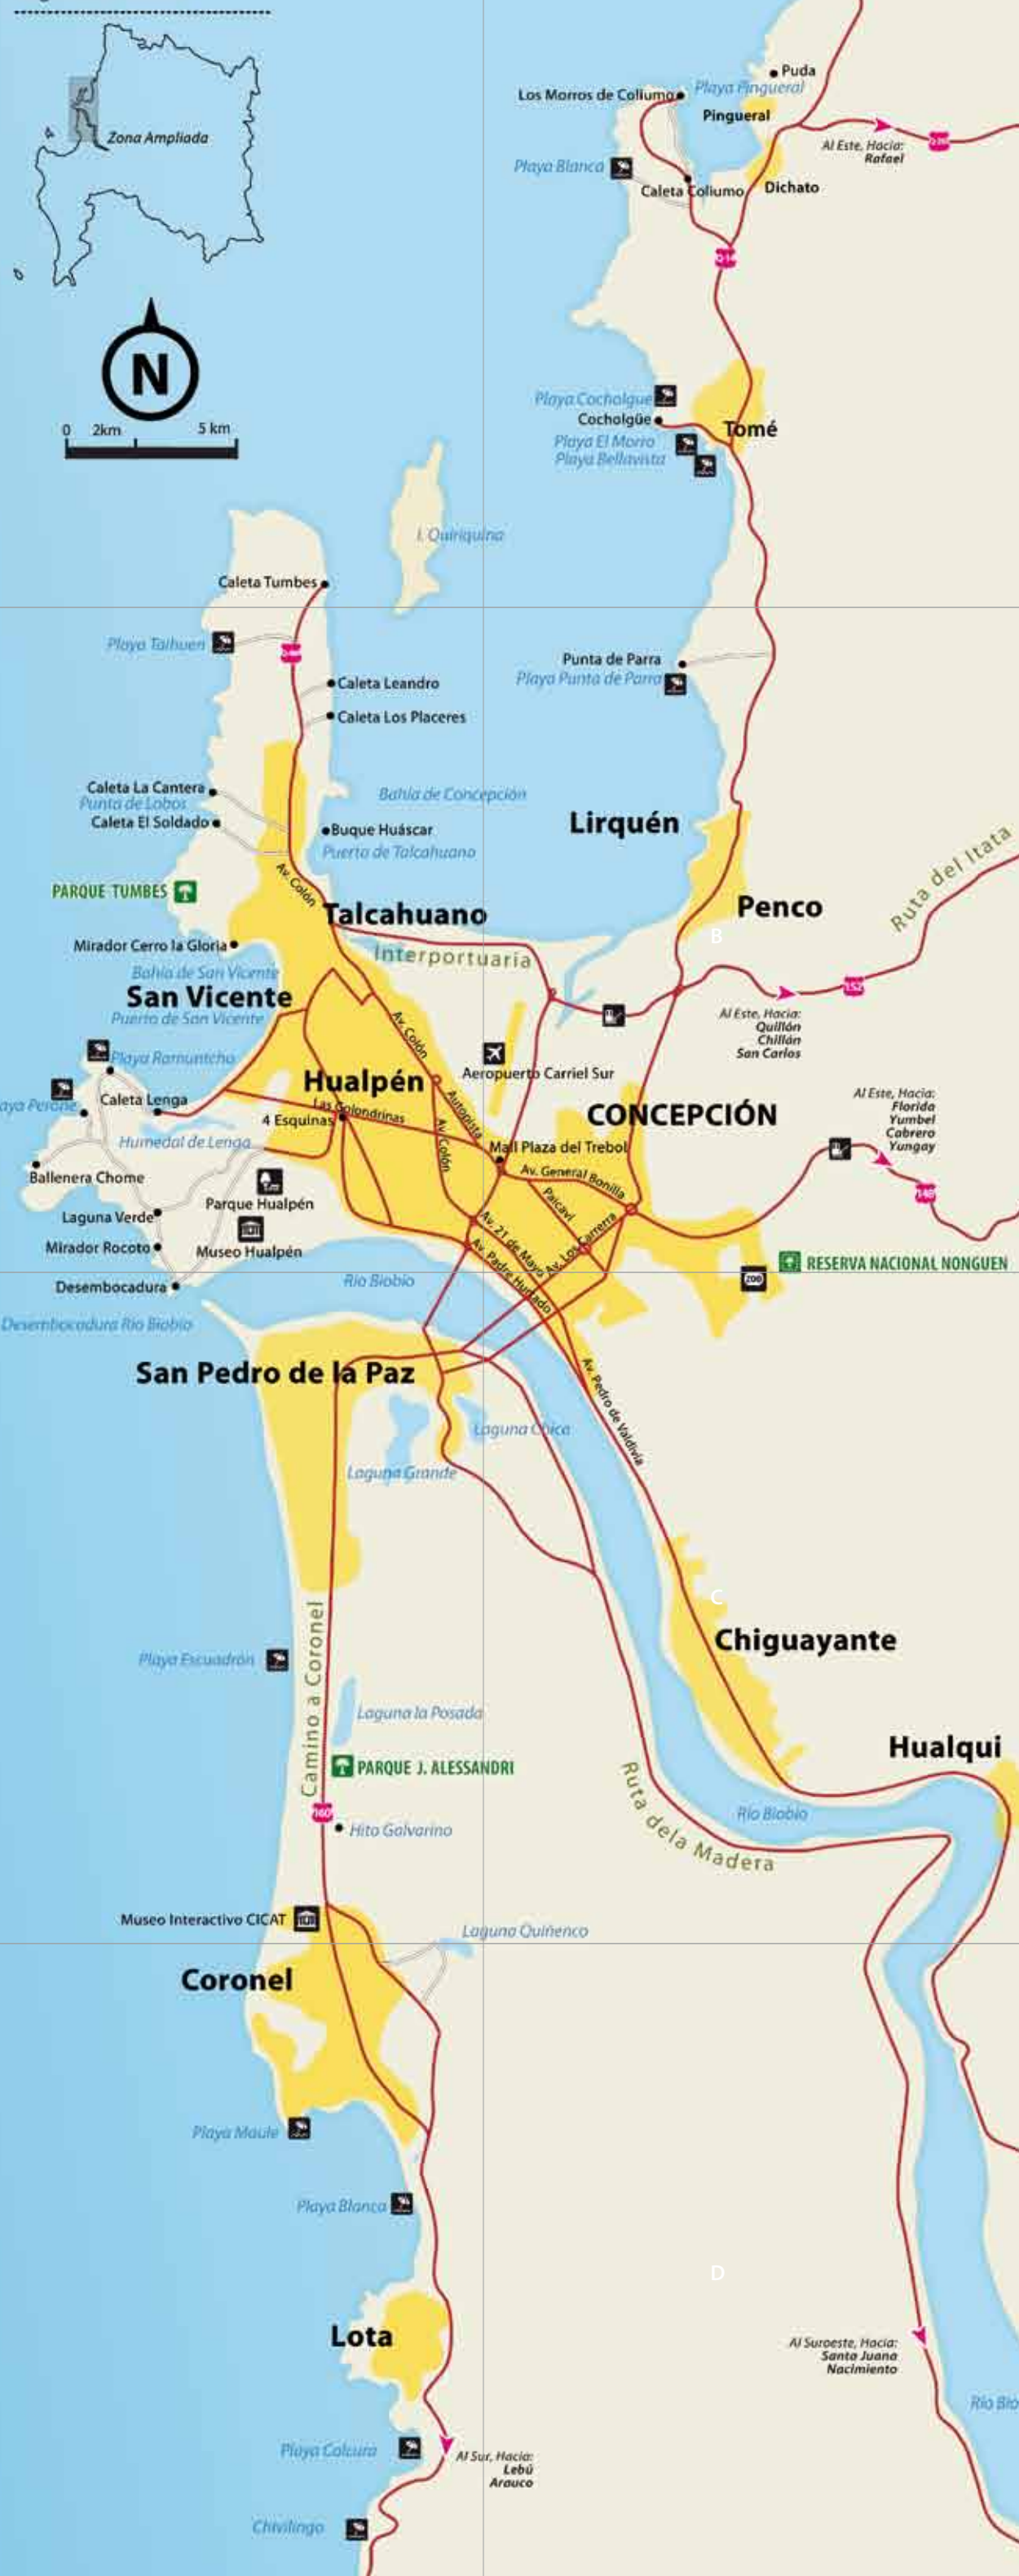 Zona Ampliada
Puda
Los Morros de Coliumo
Playa Pingueral
Pingueral
Al Este, Hacia:
Rafael
Playa Blanca
Caleta Coliumo
Dichato
N
0 2km 5 km
Playa Cocholgue
Cocholgüe
Tomé
Playa El Morro
Playa Bellavista
I. Quiriquina
Caleta Tumbes
Playa Taihuen
Punta de Parra
Playa Punta de Parra
Caleta Leandro
Caleta Los Placeres
Caleta La Cantera
Punta de Lobos
Caleta El Soldado
Bahía de Concepción
Lirquén
Buque Huáscar
Puerto de Talcahuano
Ruta del Itata
Av. Colón
PARQUE TUMBES
Talcahuano
Penco
B
Mirador Cerro la Gloria
Interportuaria
Bahía de San Vicente
San Vicente
152
Puerto de San Vicente
Al Este, Hacia:
Quillón
Chillán
San Carlos
Av. Colón
Playa Ramuntcho
Aeropuerto Carriel Sur
Hualpén
Caleta Lenga
Las Golondrinas
4 Esquinas
Autopista
Av. Colón
CONCEPCIÓN
Al Este, Hacia:
Florida
Yumbel
Cabrero
Yungay
Humedal de Lenga
Mall Plaza del Trebol
Ballenera Chome
Av. General Bonilla
148
Parque Hualpén
Paicaví
Laguna Verde
Av. 21 de Mayo
Av. Los Carrerra
Mirador Rocoto
Museo Hualpén
Av. Padre Hurtado
RESERVA NACIONAL NONGUEN
ZOO
Desembocadura
Río Biobío
Desembocadura Río Biobío
San Pedro de la Paz
Av. Pedro de Valdivia
Laguna Chica
Laguna Grande
C
Camino a Coronel
Chiguayante
Playa Escuadrón
Laguna la Posada
Hualqui
PARQUE J. ALESSANDRI
Ruta dela Madera
160
Río Biobío
Hito Galvarino
Museo Interactivo CICAT
Laguna Quiñenco
Coronel
Playa Maule
Playa Blanca
D
Lota
Al Suroeste, Hacia:
Santa Juana
Nacimiento
Playa Colcura
Al Sur, Hacia:
Lebú
Arauco
Chivilingo